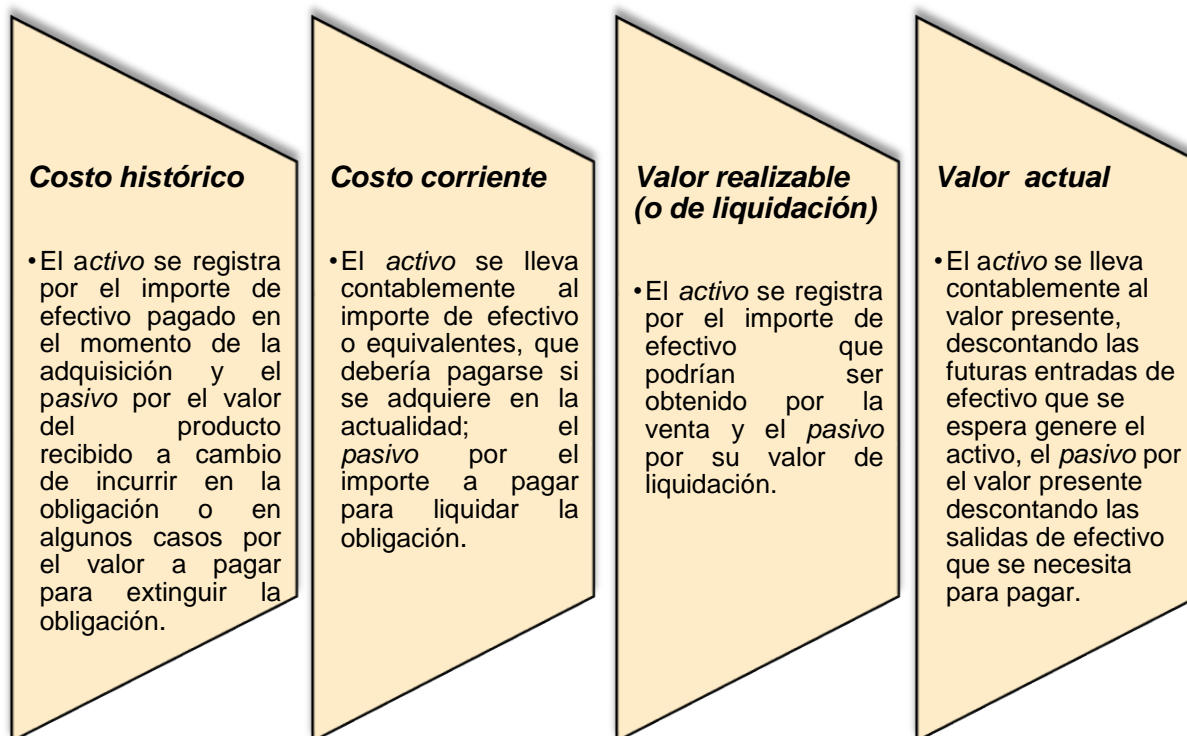 Costo histórico
•El activo se registra
por el importe de
efectivo pagado en
el momento de la
adquisición y el
pasivo por el valor
del producto
recibido a cambio
de incurrir en la
obligación o en
algunos casos por
el valor a pagar
para extinguir la
obligación.
Costo corriente
•El activo se lleva
contablemente al
importe de efectivo
o equivalentes, que
debería pagarse si
se adquiere en la
actualidad; el
pasivo por el
importe a pagar
para liquidar la
obligación.
Valor realizable
(o de liquidación)
•El activo se registra
por el importe de
efectivo que
podrían ser
obtenido por la
venta y el pasivo
por su valor de
liquidación.
Valor actual
•El activo se lleva
contablemente al
valor presente,
descontando las
futuras entradas de
efectivo que se
espera genere el
activo, el pasivo por
el valor presente
descontando las
salidas de efectivo
que se necesita
para pagar.